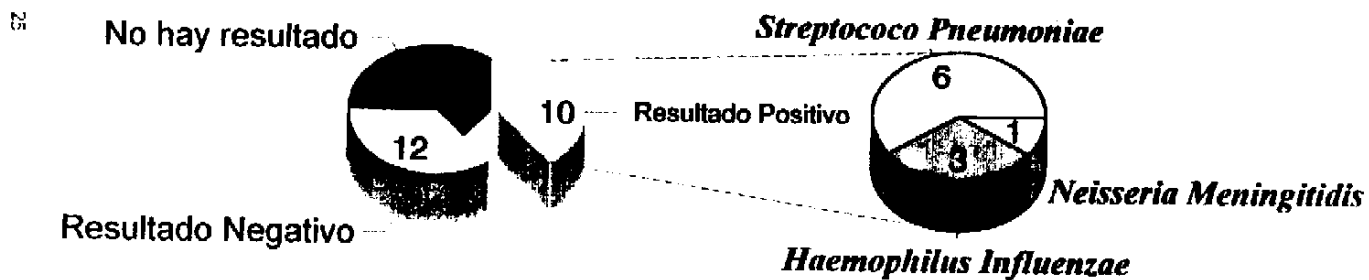 25
No hay resultado
Streptococo Pneumoniae
6
10
Resultado Positivo
1
12
3
Neisseria Meningitidis
Resultado Negativo
Haemophilus Influenzae